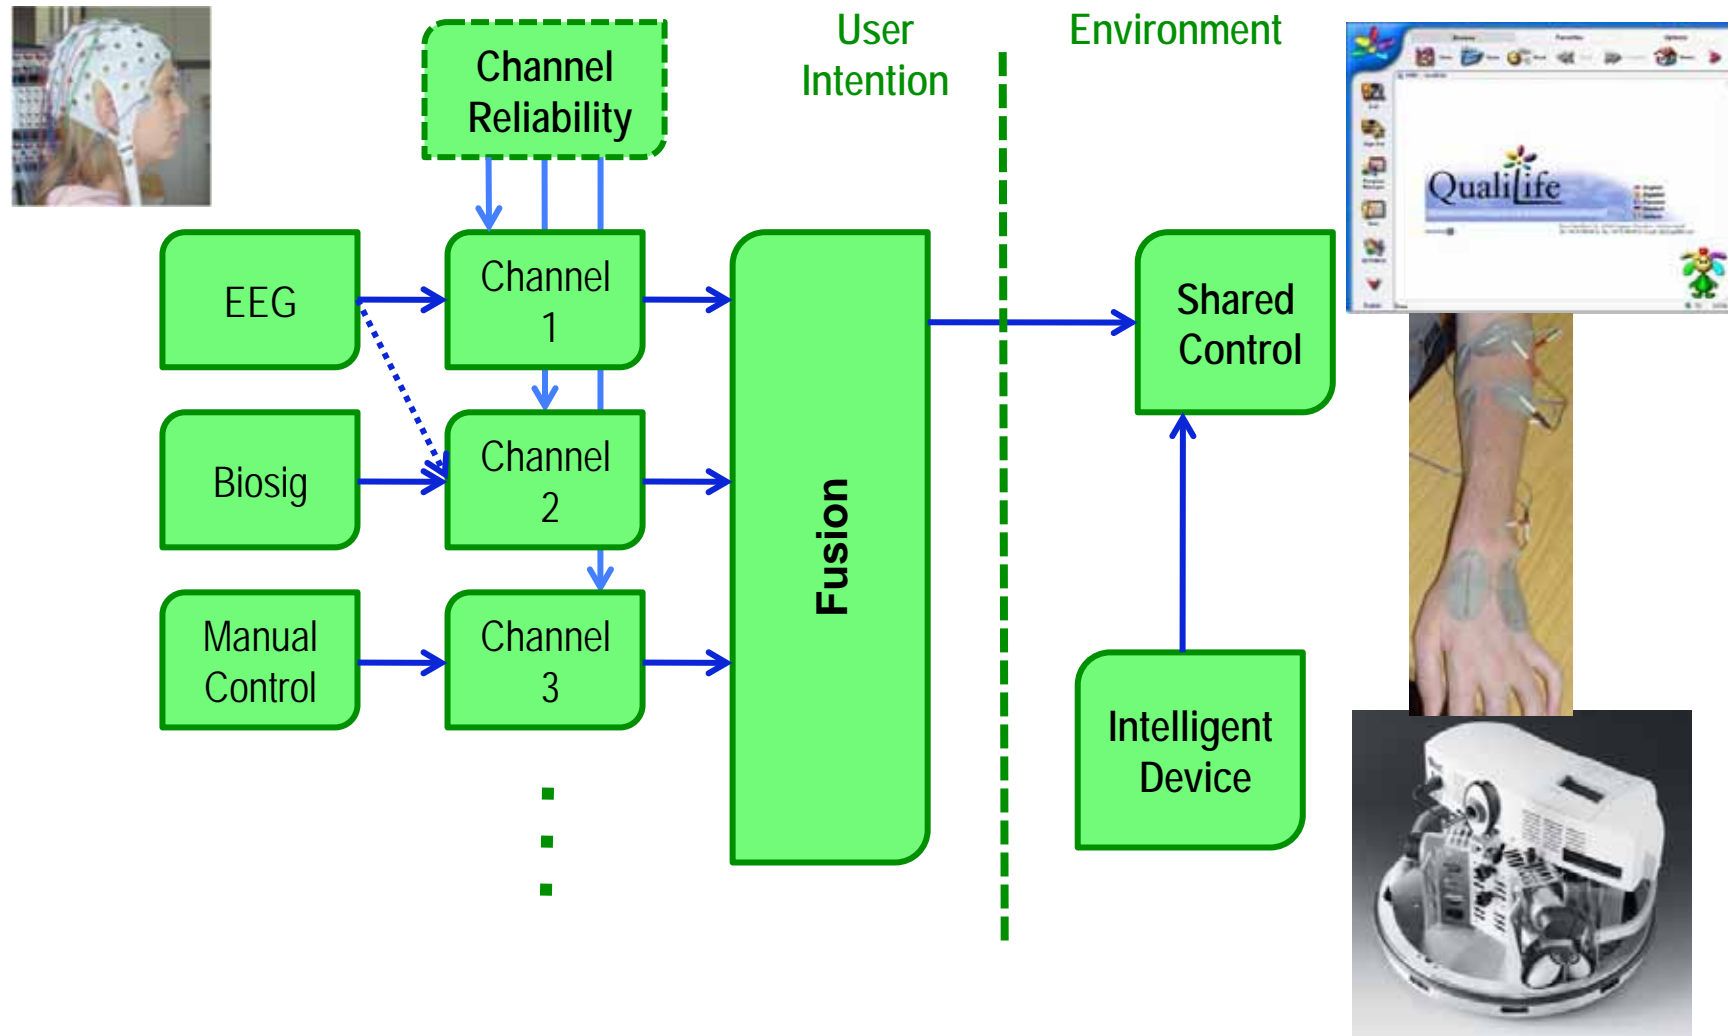 User
Intention
Environment
Channel
Reliability
EEG
Channel
1
Biosig
Channel
2
Manual
Control
Channel
3
Fusion
Shared
Control
Intelligent
Device
QualiLife